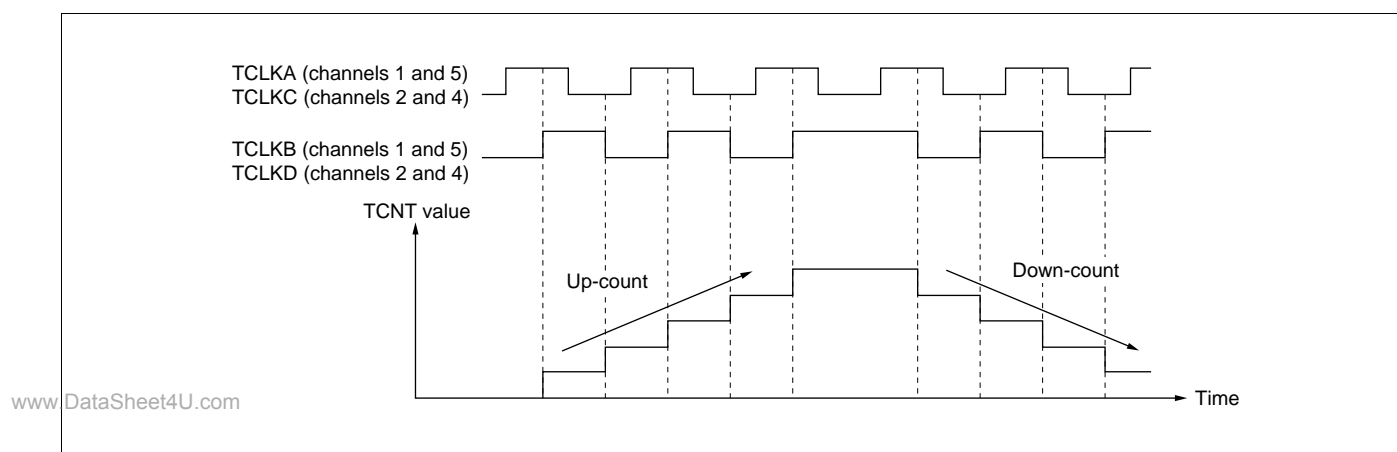 TCLKA (channels 1 and 5)
TCLKC (channels 2 and 4)
TCLKB (channels 1 and 5)
TCLKD (channels 2 and 4)
TCNT value
Up-count
Down-count
www.DataSheet4U.com
Time